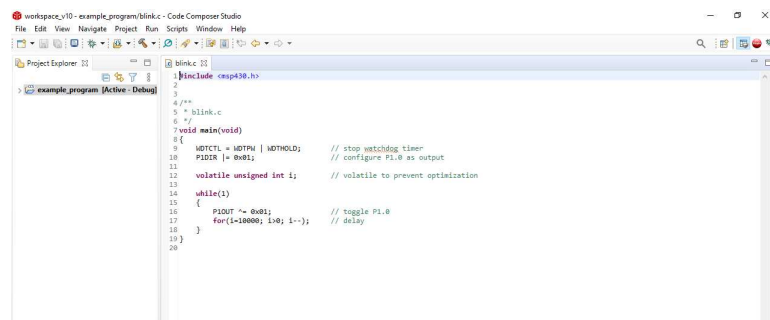 workspace_v10 - example_program/blink.c - Code Composer Studio
File Edit View Navigate Project Run Scripts Window Help
Project Explorer
blink.c
example_program [Active - Debug]
1 #include <msp430.h>
2
3
4 /**
5 * blink.c
6 */
7 void main(void)
8 {
9 WDTCTL = WDTPW | WDTHOLD; // stop watchdog timer
10 P1DIR |= 0x01; // configure P1.0 as output
11
12 volatile unsigned int i; // volatile to prevent optimization
13
14 while(1)
15 {
16 P1OUT ^= 0x01; // toggle P1.0
17 for(i=10000; i>0; i--); // delay
18 }
19 }
20